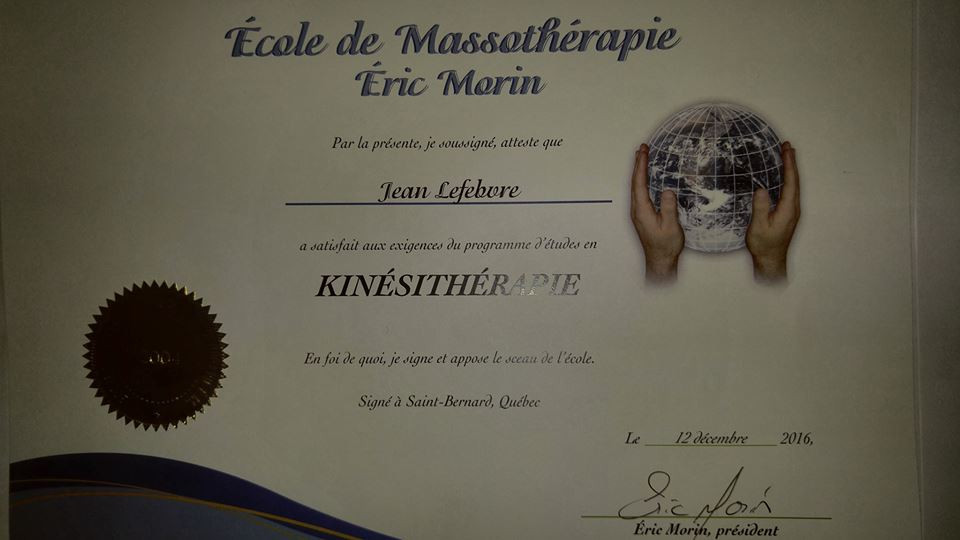 École de Massothérapie
Éric Morin
Par la présente, je soussigné, atteste que
Jean Lefebvre
a satisfait aux exigences du programme d'études en
KINÉSITHÉRAPIE
En foi de quoi, je signe et appose le sceau de l'école.
Signé à Saint-Bernard, Québec
Le 12 décembre 2016,
Éric Morin
Éric Morin, président